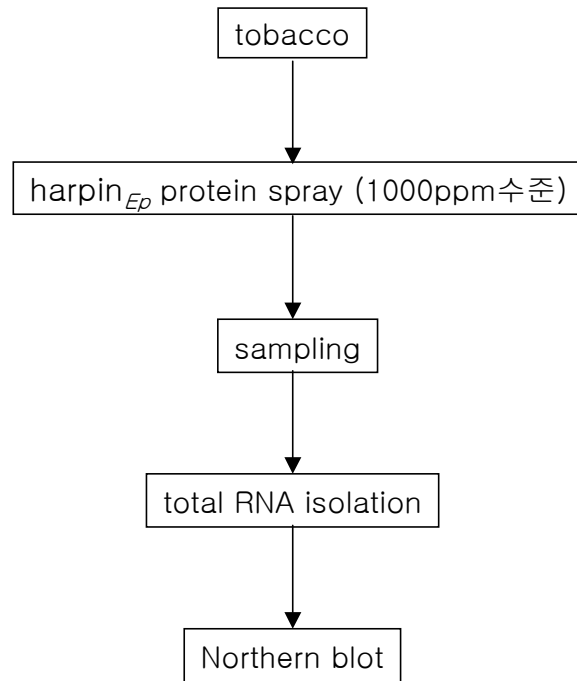 tobacco
harpinEp protein spray (1000ppm수준)
sampling
total RNA isolation
Northern blot